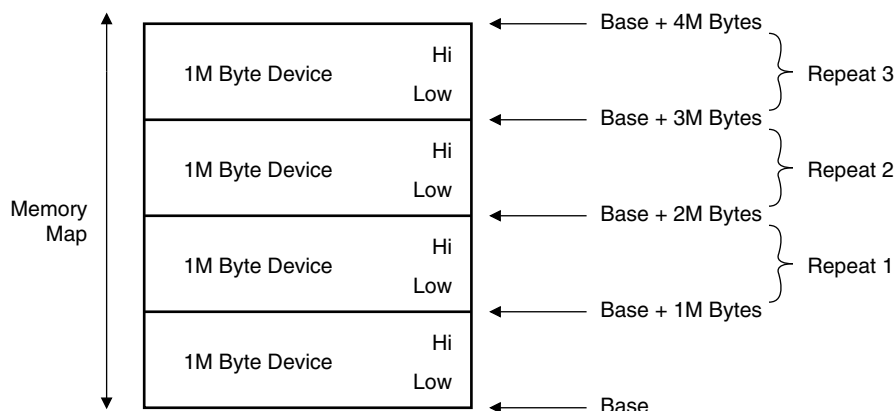 Base + 4M Bytes
Hi
1M Byte Device
Repeat 3
Low
Base + 3M Bytes
Hi
1M Byte Device
Repeat 2
Low
Memory
Map
Base + 2M Bytes
Hi
1M Byte Device
Repeat 1
Low
Base + 1M Bytes
Hi
1M Byte Device
Low
Base